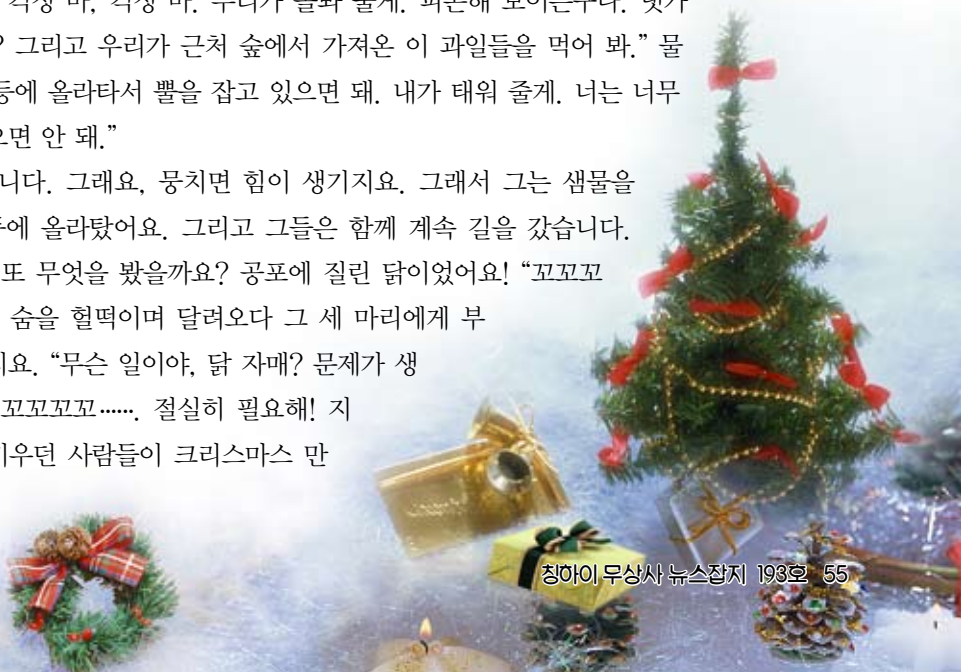 걱정 마, 걱정 마. 우리가 돌봐 줄게. 피곤해 보이는구나. 냇가
? 그리고 우리가 근처 숲에서 가져온 이 과일들을 먹어 봐.” 물
등에 올라타서 뿔을 잡고 있으면 돼. 내가 태워 줄게. 너는 너무
으면 안 돼.”
니다. 그래요, 뭉치면 힘이 생기지요. 그래서 그는 샘물을
등에 올라탔어요. 그리고 그들은 함께 계속 길을 갔습니다.
또 무엇을 봤을까요? 공포에 질린 닭이었어요! “꼬꼬꼬
숨을 헐떡이며 달려오다 그 세 마리에게 부
지요. “무슨 일이야, 닭 자매? 문제가 생
꼬꼬꼬꼬……. 절실히 필요해! 지
키우던 사람들이 크리스마스 만
칭하이 무상사 뉴스잡지 193호 55